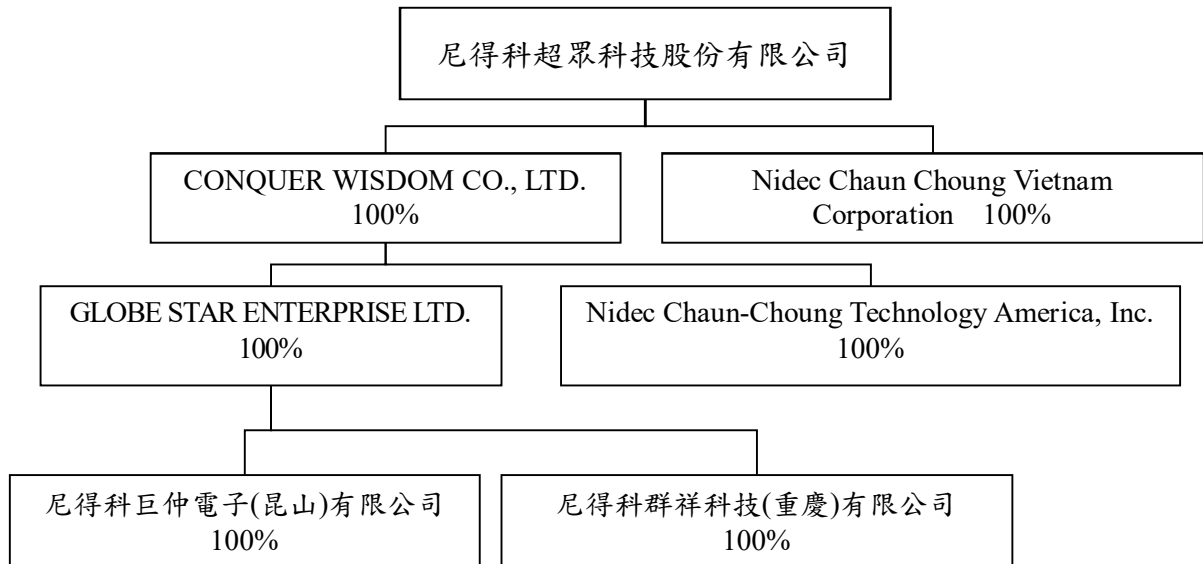 尼得科超眾科技股份有限公司
CONQUER WISDOM CO., LTD.
100%
Nidec Chaun Choung Vietnam
Corporation 100%
GLOBE STAR ENTERPRISE LTD.
100%
Nidec Chaun-Choung Technology America, Inc.
100%
尼得科巨仲電子(昆山)有限公司
100%
尼得科群祥科技(重慶)有限公司
100%